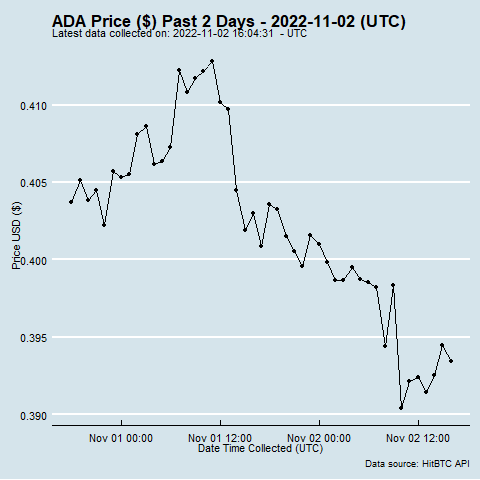 ADA Price ($) Past 2 Days - 2022-11-02 (UTC)
Latest data collected on: 2022-11-02 16:04:31 - UTC
Price USD ($)
0.410
0.405
0.400
0.395
0.390
Nov 01 00:00 Nov 01 12:00 Nov 02 00:00 Nov 02 12:00
Date Time Collected (UTC)
Data source: HitBTC API